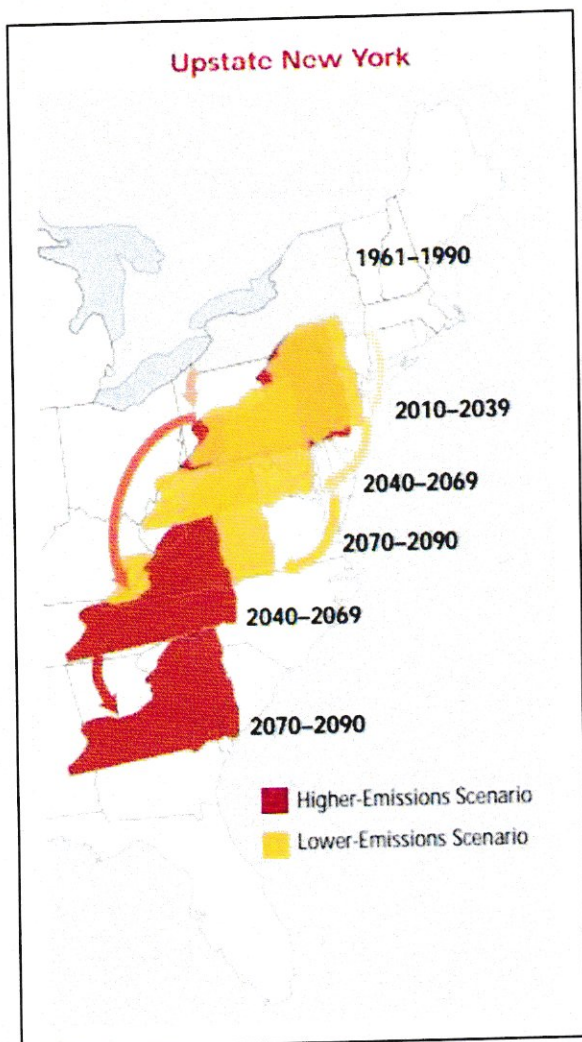 Upstate New York
1961–1990
2010–2039
2040–2069
2070–2090
2040–2069
2070–2090
Higher-Emissions Scenario
Lower-Emissions Scenario